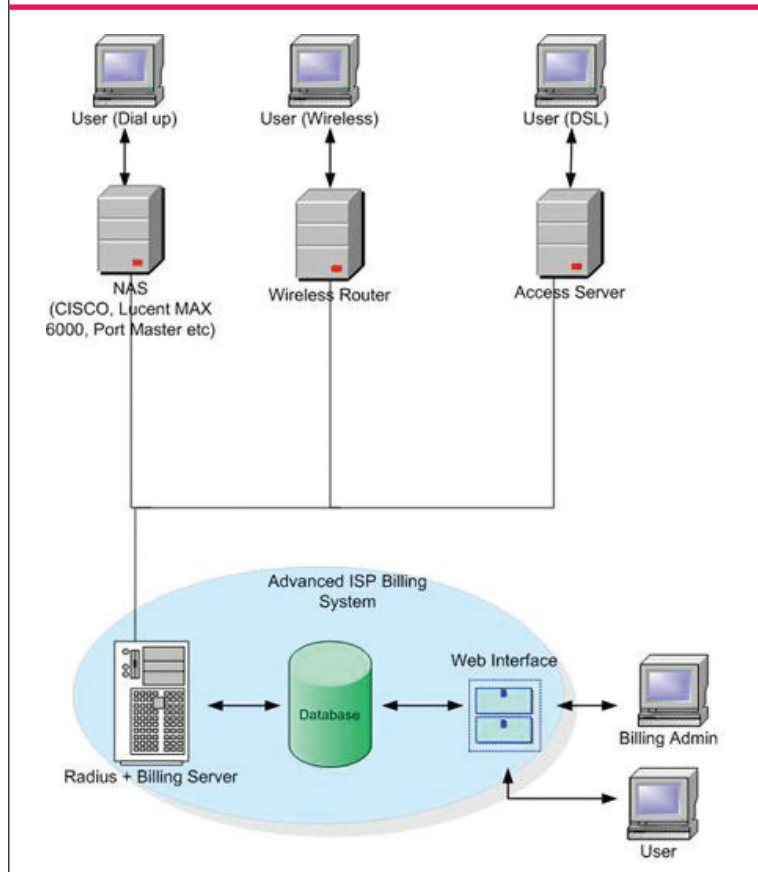 User (Dial up)
User (Wireless)
User (DSL)
NAS
(CISCO, Lucent MAX
6000, Port Master etc)
Wireless Router
Access Server
Advanced ISP Billing
System
Web Interface
Database
Billing Admin
Radius + Billing Server
User